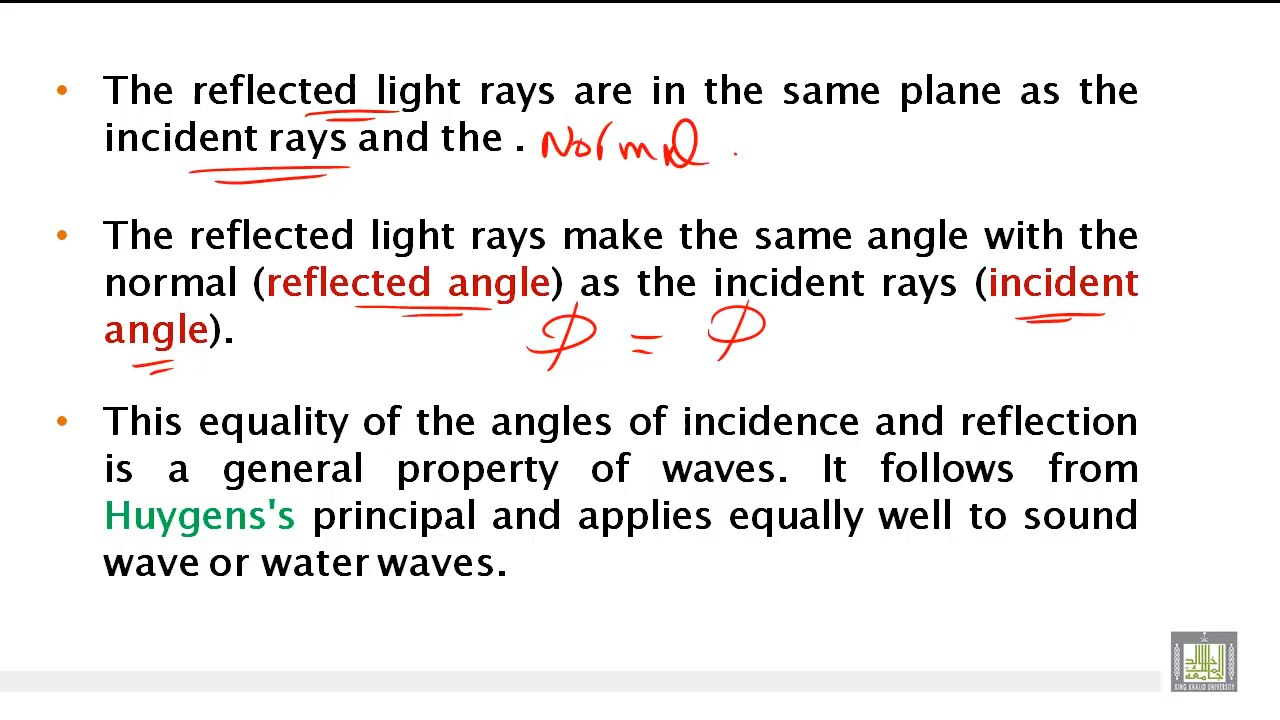 • The reflected light rays are in the same plane as the
incident rays and the . Normal .
• The reflected light rays make the same angle with the
normal (reflected angle) as the incident rays (incident
angle).
ϕ = ϕ
• This equality of the angles of incidence and reflection
is a general property of waves. It follows from
Huygens's principal and applies equally well to sound
wave or water waves.
KING KHALID UNIVERSITY